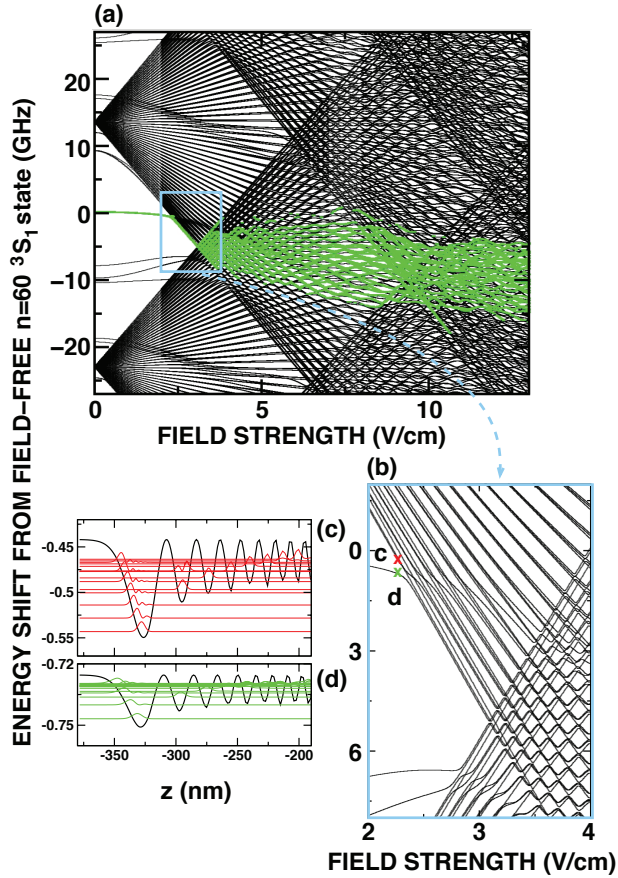 (a)
ENERGY SHIFT FROM FIELD–FREE n=60 ³S₁ state (GHz)
20
10
0
−10
−20
0
5
10
FIELD STRENGTH (V/cm)
(b)
0
3
6
c
d
2
3
4
FIELD STRENGTH (V/cm)
(c)
-0.45
-0.5
-0.55
(d)
-0.72
-0.75
-350
-300
-250
-200
z (nm)